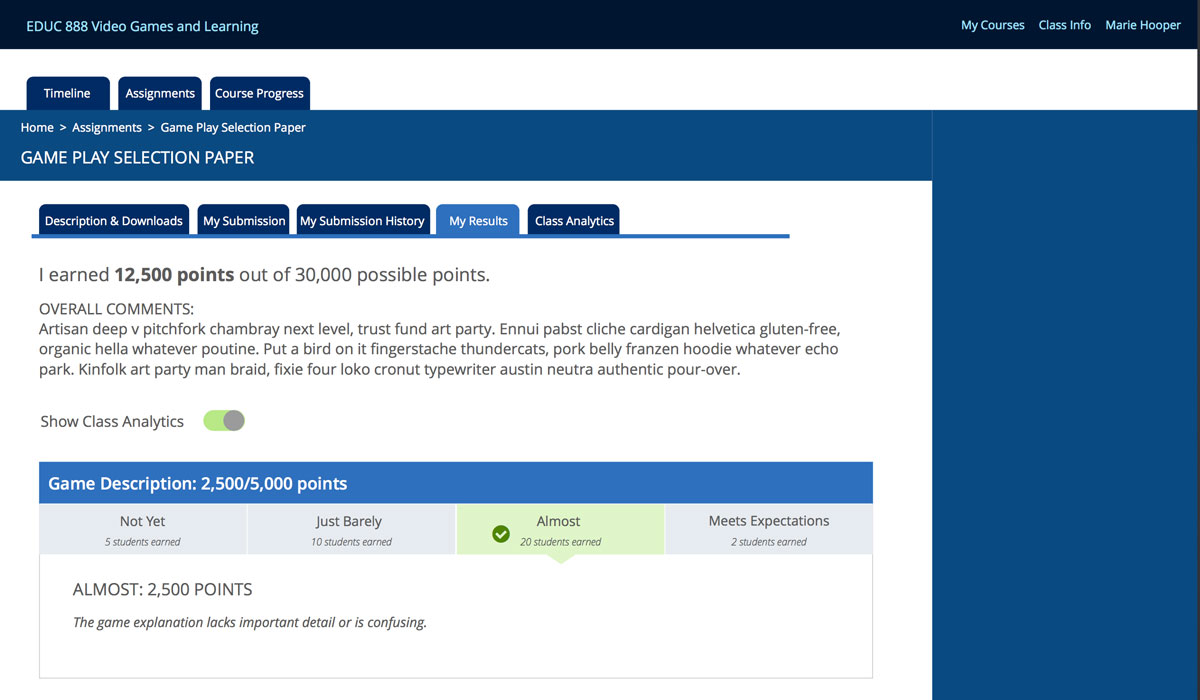 EDUC 888 Video Games and Learning
My Courses Class Info Marie Hooper
Timeline Assignments Course Progress
Home > Assignments > Game Play Selection Paper
GAME PLAY SELECTION PAPER
Description & Downloads My Submission My Submission History My Results Class Analytics
I earned 12,500 points out of 30,000 possible points.
OVERALL COMMENTS:
Artisan deep v pitchfork chambray next level, trust fund art party. Ennui pabst cliche cardigan helvetica gluten-free,
organic hella whatever poutine. Put a bird on it fingerstache thundercats, pork belly franzen hoodie whatever echo
park. Kinfolk art party man braid, fixie four loko cronut typewriter austin neutra authentic pour-over.
Show Class Analytics
Game Description: 2,500/5,000 points
Not Yet Just Barely Almost Meets Expectations
5 students earned 10 students earned 20 students earned 2 students earned
ALMOST: 2,500 POINTS
The game explanation lacks important detail or is confusing.